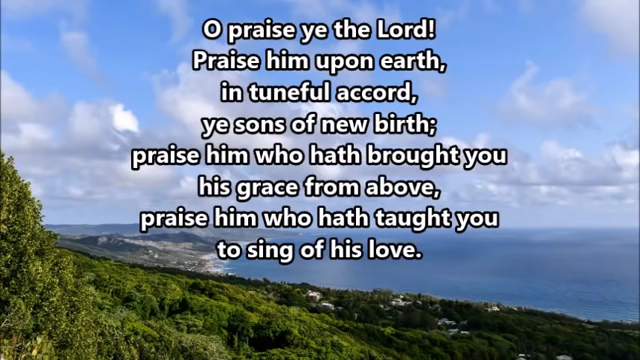 O praise ye the Lord!
Praise him upon earth,
in tuneful accord,
ye sons of new birth;
praise him who hath brought you
his grace from above,
praise him who hath taught you
to sing of his love.